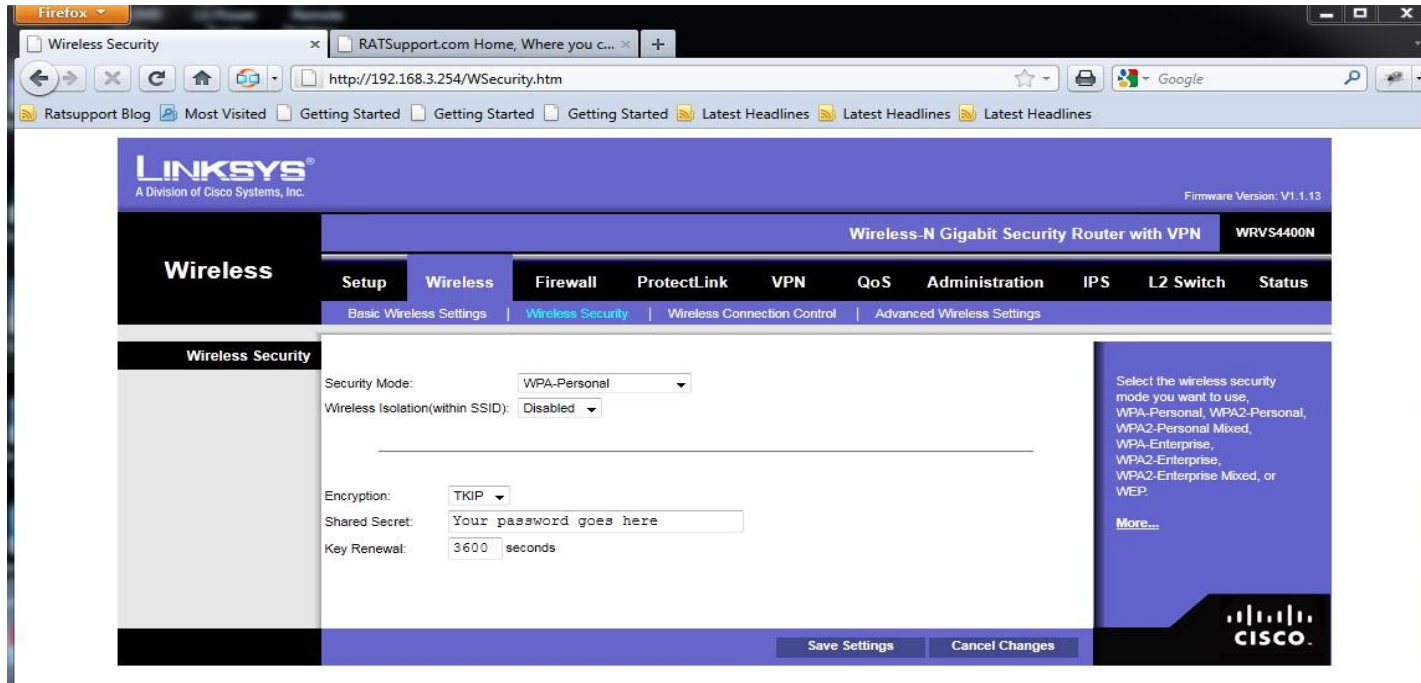 Firefox
Wireless Security
RATSupport.com Home, Where you c...
http://192.168.3.254/WSecurity.htm
Google
Ratsupport Blog Most Visited Getting Started Getting Started Getting Started Latest Headlines Latest Headlines Latest Headlines
LINKSYS®
A Division of Cisco Systems, Inc.
Firmware Version: V1.1.13
Wireless-N Gigabit Security Router with VPN WRVS4400N
Wireless
Setup Wireless Firewall ProtectLink VPN QoS Administration IPS L2 Switch Status
Basic Wireless Settings | Wireless Security | Wireless Connection Control | Advanced Wireless Settings
Wireless Security
Security Mode: WPA-Personal
Wireless Isolation(within SSID): Disabled
Encryption: TKIP
Shared Secret: Your password goes here
Key Renewal: 3600 seconds
Select the wireless security
mode you want to use,
WPA-Personal, WPA2-Personal,
WPA2-Personal Mixed,
WPA-Enterprise,
WPA2-Enterprise,
WPA2-Enterprise Mixed, or
WEP.
More...
Save Settings Cancel Changes
CISCO.